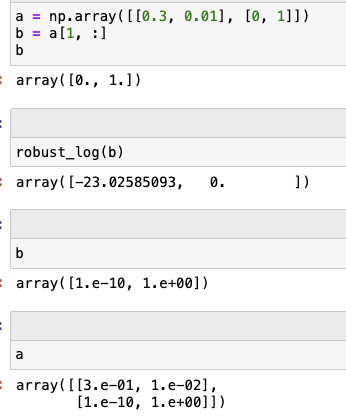 a = np.array([[0.3, 0.01], [0, 1]])
b = a[1, :]
b
: array([0., 1.])
:
robust_log(b)
: array([-23.02585093,   0.        ])
:
b
: array([1.e-10, 1.e+00])
:
a
: array([[3.e-01, 1.e-02],
       [1.e-10, 1.e+00]])